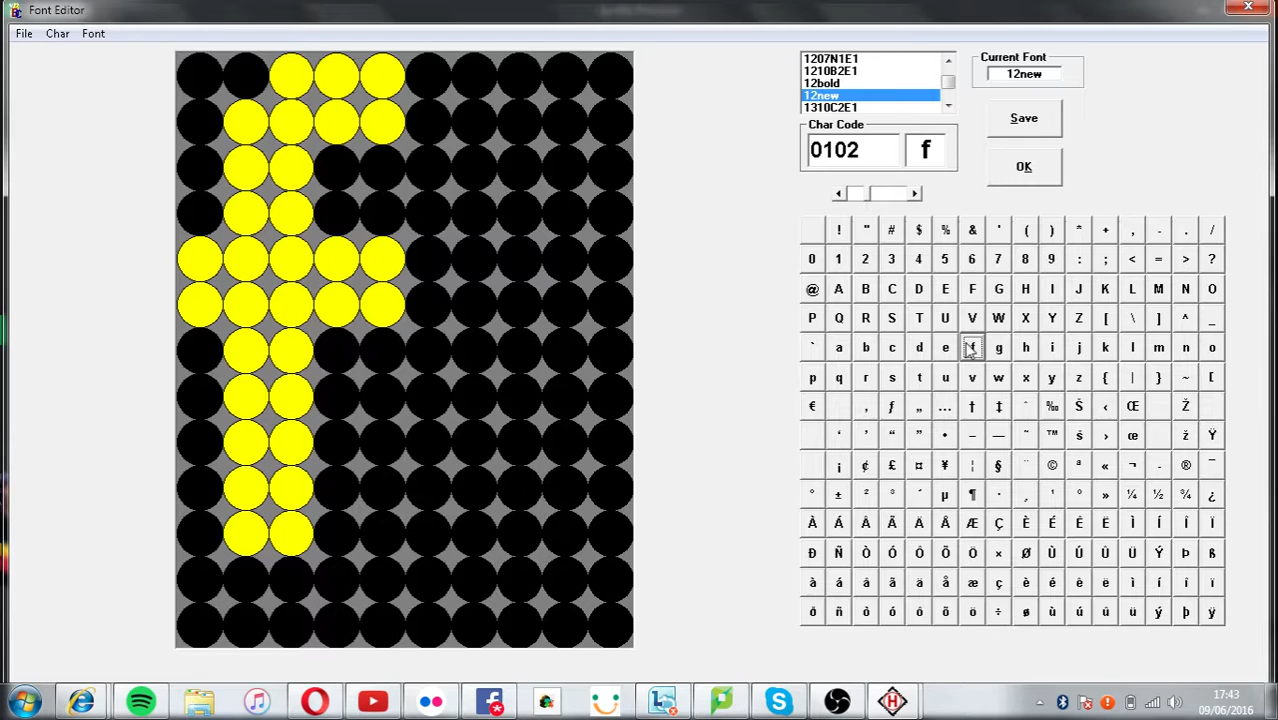 Font Editor
File Char Font
1207N1E1
1210B2E1
12bold
12new
1310C2E1
Current Font
12new
Char Code
0102 f
Save
OK
! " # $ % & ' ( ) * + , - . /
0 1 2 3 4 5 6 7 8 9 : ; < = > ?
@ A B C D E F G H I J K L M N O
P Q R S T U V W X Y Z [ \ ] ^ _
` a b c d e f g h i j k l m n o
p q r s t u v w x y z { | } ~ [
€ , ƒ „ … † ‡ ˆ ‰ Š ‹ Œ Ž
‘ ’ “ ” • – — ˜ ™ š › œ ž Ÿ
¡ ¢ £ ¤ ¥ ¦ § ¨ © ª « ¬ - ® ¯
° ± ² ³ ´ µ ¶ · ¸ ¹ º » ¼ ½ ¾ ¿
À Á Â Ã Ä Å Æ Ç È É Ê Ë Ì Í Î Ï
Ð Ñ Ò Ó Ô Õ Ö × Ø Ù Ú Û Ü Ý Þ ß
à á â ã ä å æ ç è é ê ë ì í î ï
ð ñ ò ó ô õ ö ÷ ø ù ú û ü ý þ ÿ
17:43
09/06/2016